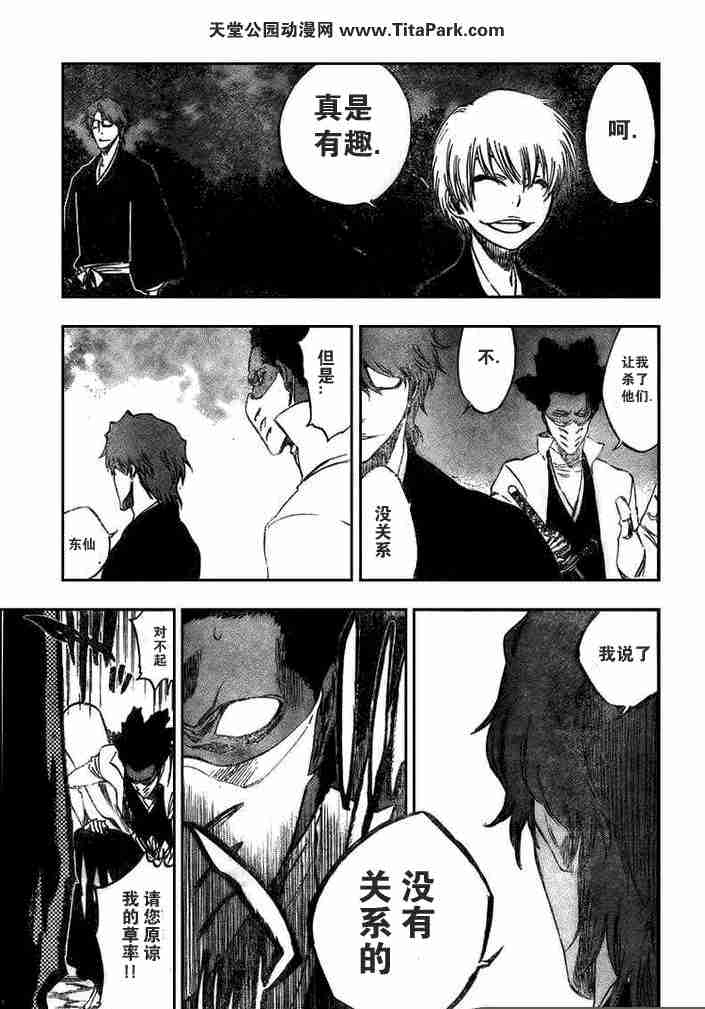 天堂公园动漫网 www.TitaPark.com
呵.
真是
有趣.
让我
杀了
他们.
不.
没关系
但是...
东仙
我说了
没有
关系的
对不起
请您原谅
我的草率!!